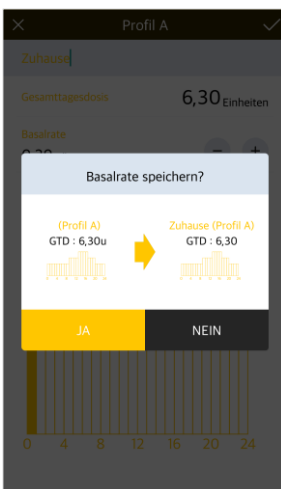 Profil A
Zuhause
Gesamttagesdosis 6,30 Einheiten
Basalrate
Basalrate speichern?
(Profil A) Zuhause (Profil A)
GTD : 6,30u GTD : 6,30
JA NEIN
0 4 8 12 16 20 24